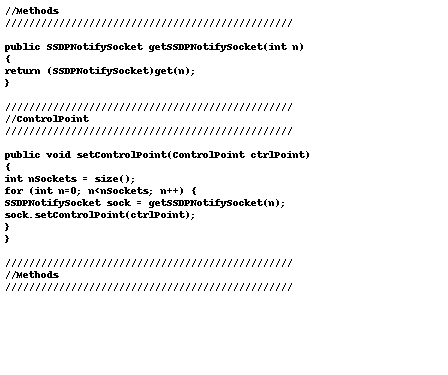 //Methods
////////////////////////////////////////////////
public SSDPNotifySocket getSSDPNotifySocket(int n)
{
return (SSDPNotifySocket)get(n);
}
////////////////////////////////////////////////
//ControlPoint
////////////////////////////////////////////////
public void setControlPoint(ControlPoint ctrlPoint)
{
int nSockets = size();
for (int n=0; n<nSockets; n++) {
SSDPNotifySocket sock = getSSDPNotifySocket(n);
sock.setControlPoint(ctrlPoint);
}
}
////////////////////////////////////////////////
//Methods
////////////////////////////////////////////////